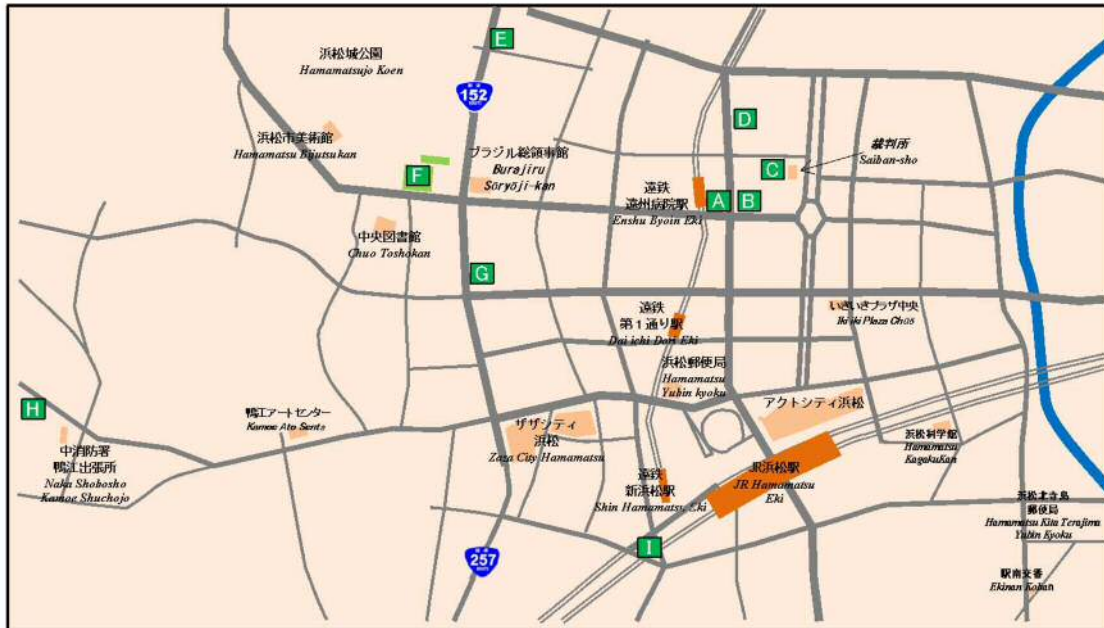 E
浜松城公園
Hamamatsujo Koen
152
D
浜松市美術館
Hamamatsu Bijutsukan
ブラジル総領事館
Burajiru
Sōryōji-kan
裁判所
Saiban-sho
C
F
遠鉄
遠州病院駅
Enshu Byoin Eki
A
B
中央図書館
Chuo Toshokan
G
遠鉄
第1通り駅
Dai ichi Dori Eki
いきいきプラザ中央
Iki iki Plaza
浜松郵便局
Hamamatsu
Yubin kyoku
H
鴨江アートセンター
Kamoe Ato Senta
ザザシティ
浜松
Zaza City Hamamatsu
アクトシティ浜松
中消防署
鴨江出張所
Naka Shobosho
Kamoe Shuchojo
浜松科学館
Hamamatsu
KagakuKan
遠鉄
新浜松駅
Shin Hamamatsu Eki
JR浜松駅
JR Hamamatsu
Eki
浜松北寺島
郵便局
Hamamatsu Kita Terajima
Yubin Kyoku
I
257
駅南交番
Ekinan Koban